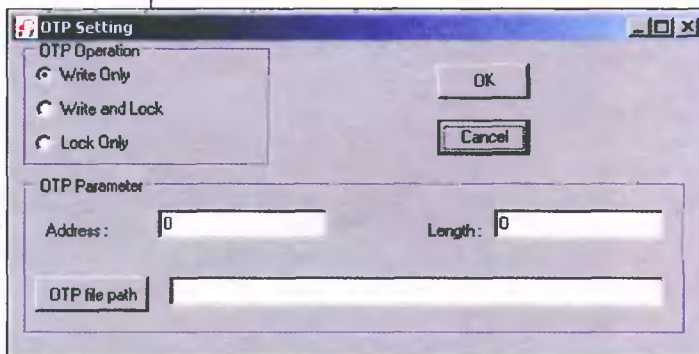 OTP Setting
OTP Operation
Write Only
Write and Lock
Lock Only
OK
Cancel
OTP Parameter
Address :
0
Length :
0
OTP file path